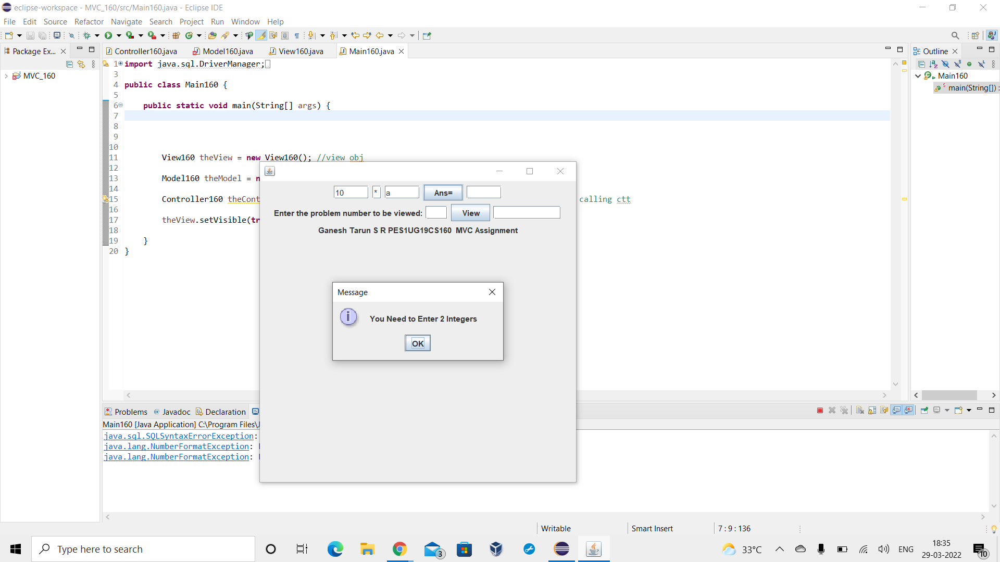 eclipse-workspace - MVC_160/src/Main160.java - Eclipse IDE
File Edit Source Refactor Navigate Search Project Run Window Help
Package Ex...
Controller160.java
Model160.java
View160.java
Main160.java
Outline
MVC_160
Main160
main(String[]) :
1 import java.sql.DriverManager;
3
4 public class Main160 {
5
6 public static void main(String[] args) {
7
8
9
10
11 View160 theView = new View160(); //view obj
12
13 Model160 theModel = n
14
15 Controller160 theCont
calling ctt
16
17 theView.setVisible(tr
18
19 }
20 }
10 * a Ans=
Enter the problem number to be viewed: View
Ganesh Tarun S R PES1UG19CS160 MVC Assignment
Message
You Need to Enter 2 Integers
OK
Problems @ Javadoc Declaration
Main160 [Java Application] C:\Program Files\J
java.sql.SQLSyntaxErrorException:
java.lang.NumberFormatException:
java.lang.NumberFormatException:
Writable
Smart Insert
7 : 9 : 136
Type here to search
3
33°C
ENG
18:35
29-03-2022
10